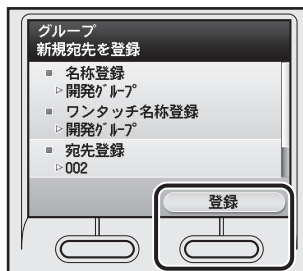 グループ
新規宛先を登録
■ 名称登録
▷開発グループ
■ ワンタッチ名称登録
▷開発グループ
■ 宛先登録
▷002
登録